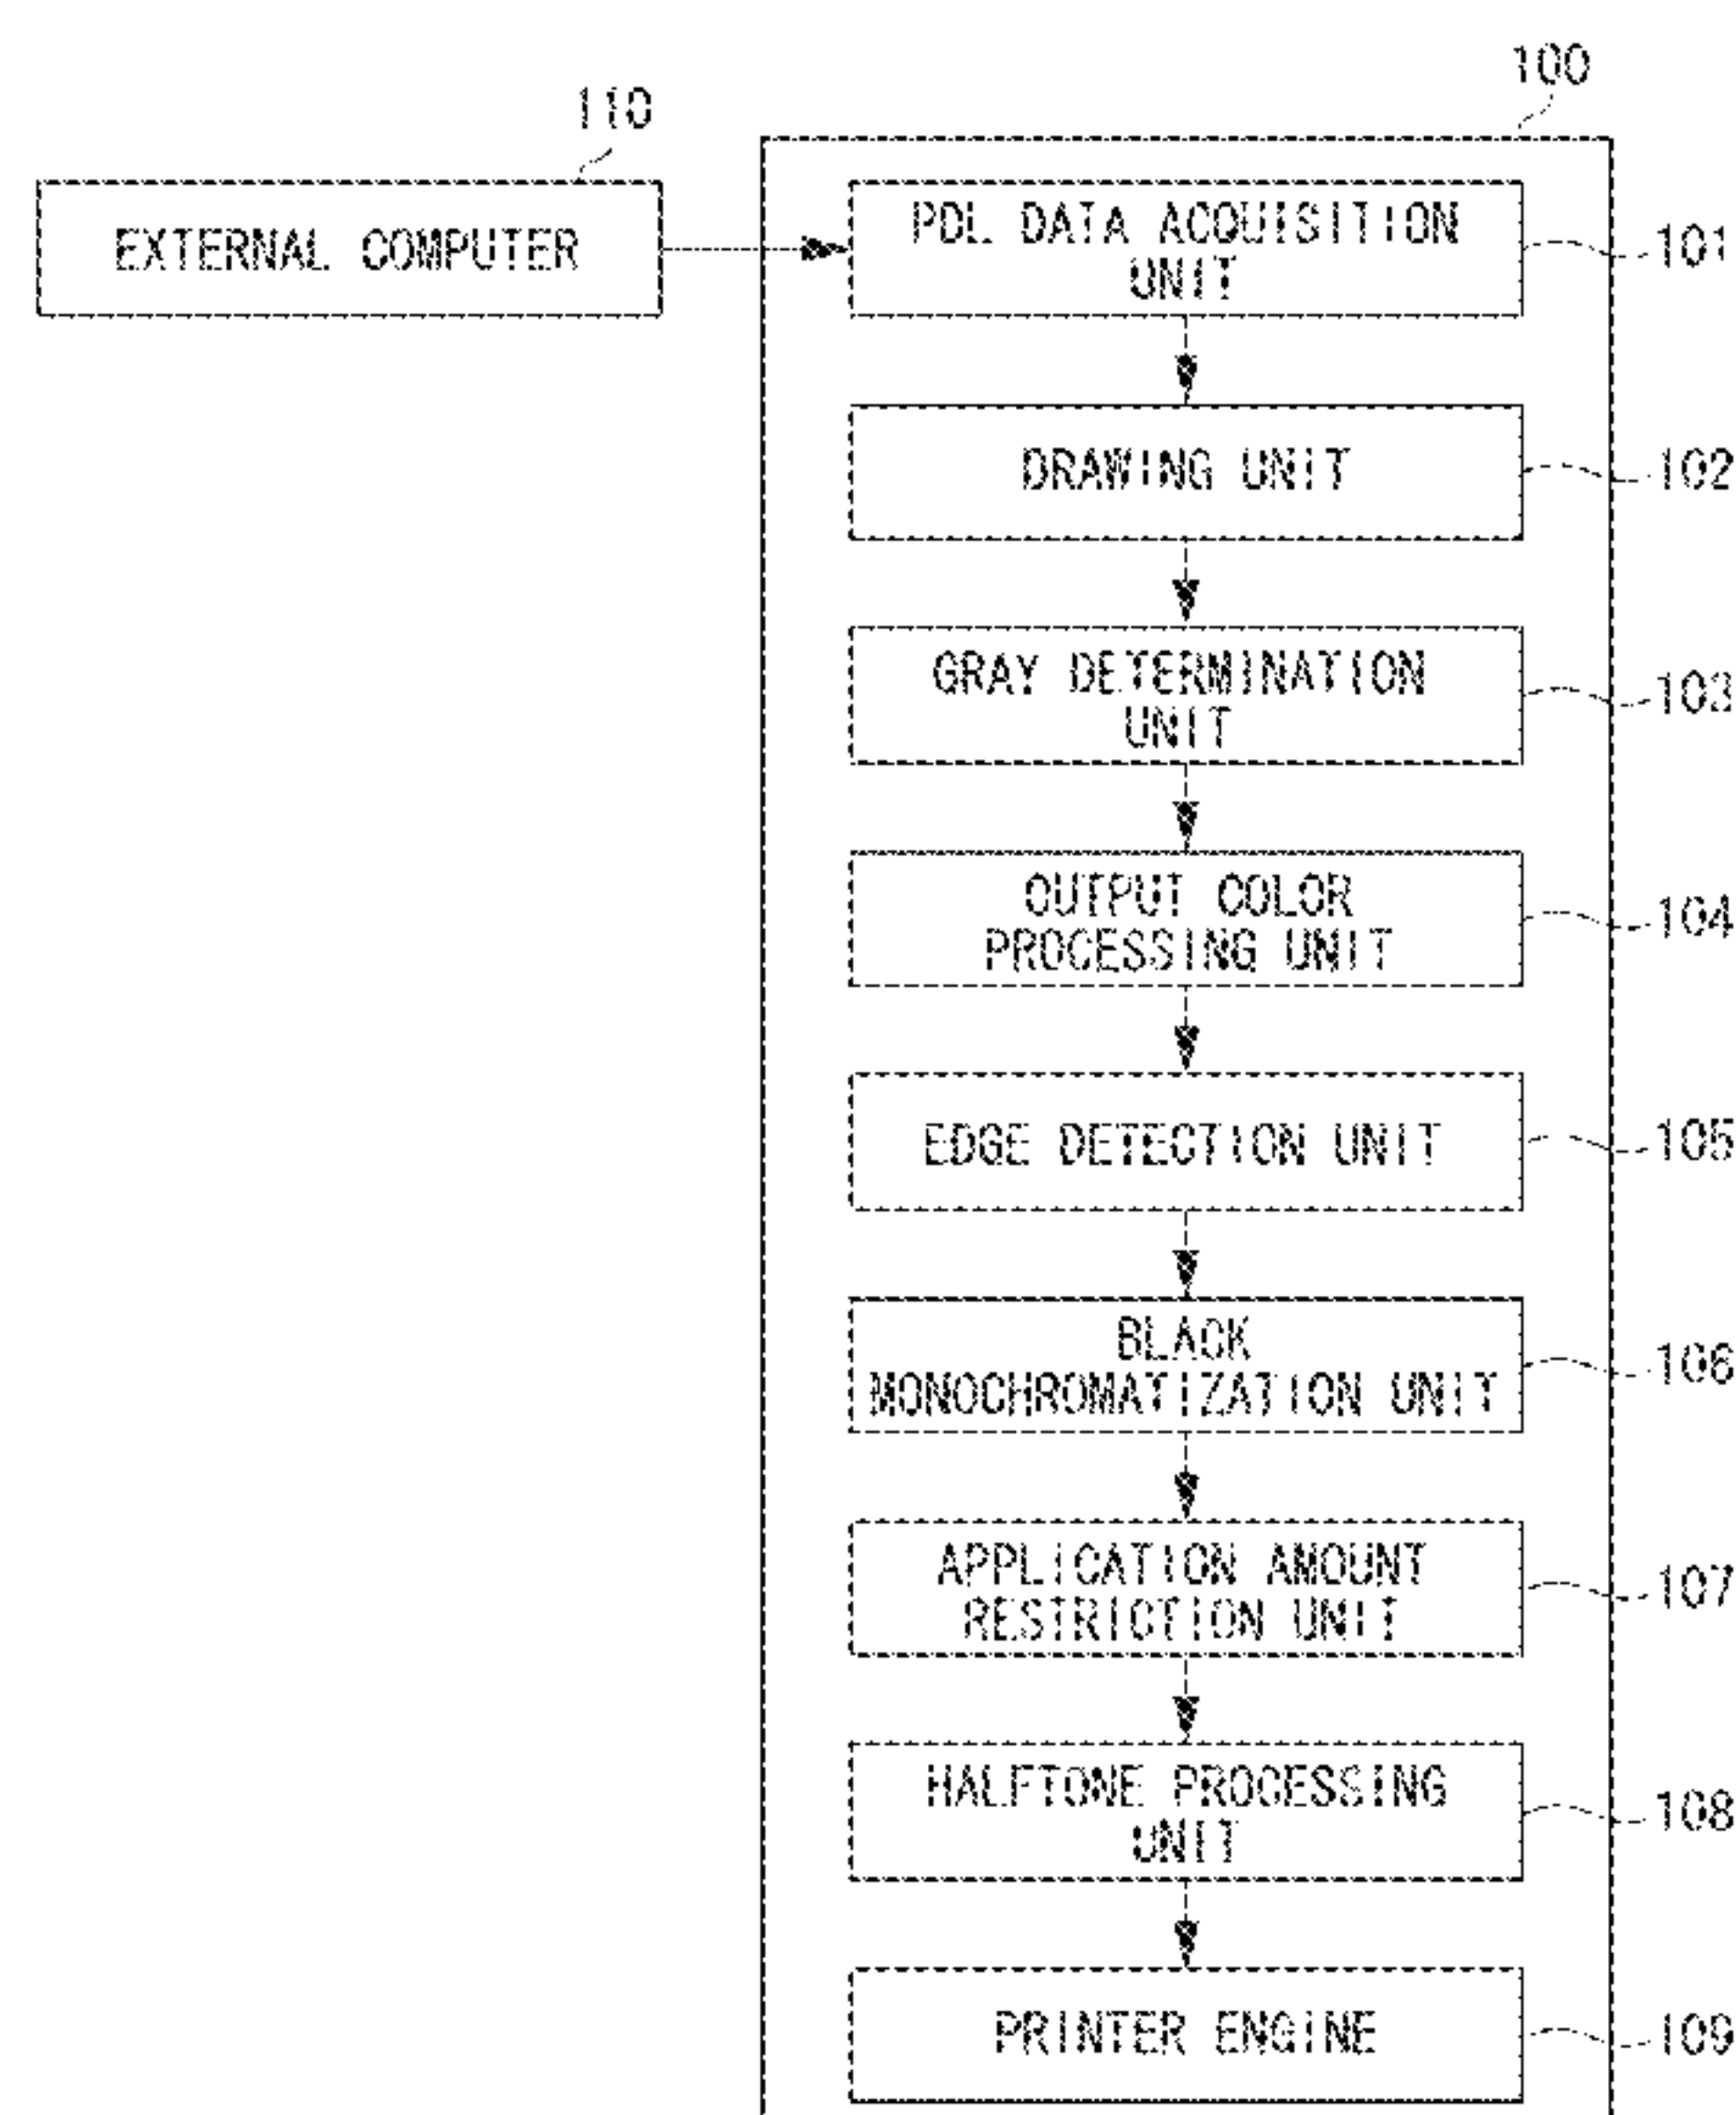 100
110
EXTERNAL COMPUTER
PDL DATA ACQUISITION
UNIT
101
DRAWING UNIT
102
GRAY DETERMINATION
UNIT
103
OUTPUT COLOR
PROCESSING UNIT
104
EDGE DETECTION UNIT
105
BLACK
MONOCHROMATIZATION UNIT
106
APPLICATION AMOUNT
RESTRICTION UNIT
107
HALFTONE PROCESSING
UNIT
108
PRINTER ENGINE
109